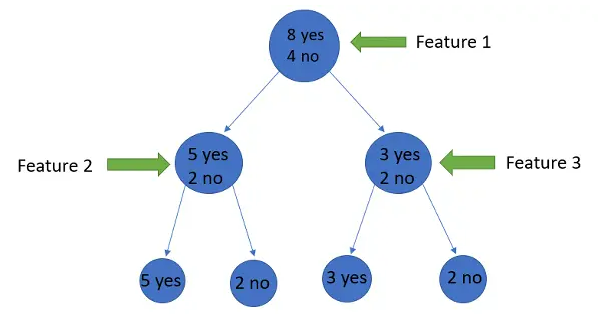 8 yes
4 no
Feature 1
Feature 2
5 yes
2 no
3 yes
2 no
Feature 3
5 yes
2 no
3 yes
2 no